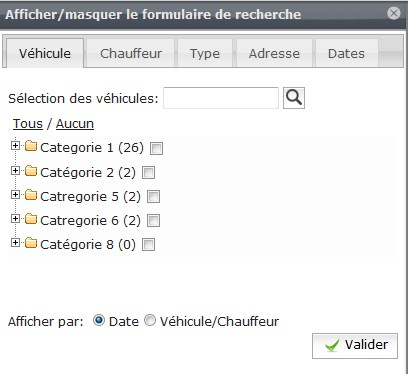 Afficher/masquer le formulaire de recherche
Véhicule Chauffeur Type Adresse Dates
Sélection des véhicules:
Tous / Aucun
Categorie 1 (26)
Catégorie 2 (2)
Catregorie 5 (2)
Catregorie 6 (2)
Catégorie 8 (0)
Afficher par: Date Véhicule/Chauffeur
Valider